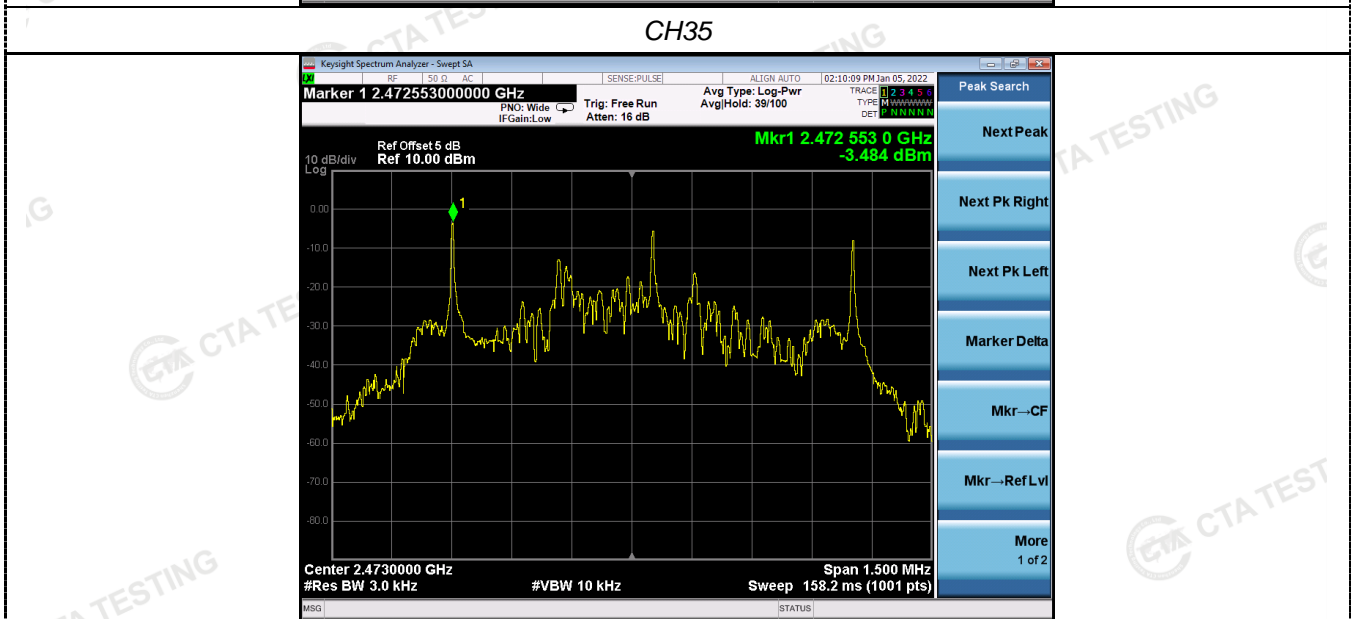 CH35
Keysight Spectrum Analyzer - Swept SA
LXI RF 50 Ω AC SENSE:PULSE ALIGN AUTO 02:10:09 PM Jan 05, 2022
Marker 1 2.472553000000 GHz
PNO: Wide
IFGain:Low
Trig: Free Run
Atten: 16 dB
Avg Type: Log-Pwr
Avg|Hold: 39/100
TRACE 1 2 3 4 5 6
TYPE M WWWWW
DET P N N N N N
Peak Search
Mkr1 2.472 553 0 GHz
-3.484 dBm
Ref Offset 5 dB
10 dB/div Ref 10.00 dBm
Log
1
0.00
-10.0
-20.0
-30.0
-40.0
-50.0
-60.0
-70.0
-80.0
Center 2.4730000 GHz Span 1.500 MHz
#Res BW 3.0 kHz #VBW 10 kHz Sweep 158.2 ms (1001 pts)
MSG STATUS
Next Peak
Next Pk Right
Next Pk Left
Marker Delta
Mkr→CF
Mkr→Ref Lvl
More
1 of 2
CTA TESTING